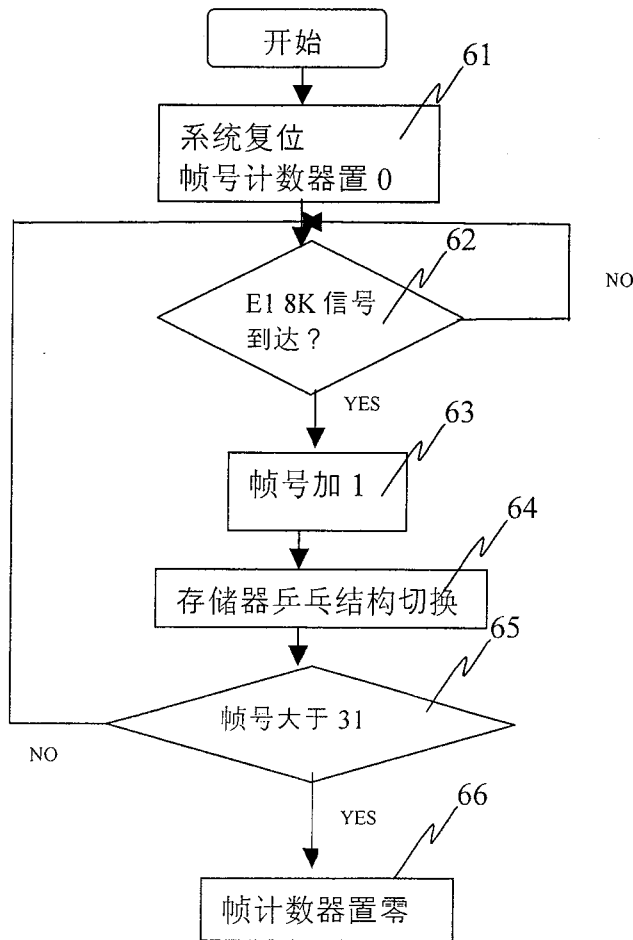 开始
61
系统复位
帧号计数器置 0
62
E1 8K 信号
到达？
NO
YES
63
帧号加 1
64
存储器乒乓结构切换
65
帧号大于 31
NO
YES
66
帧计数器置零